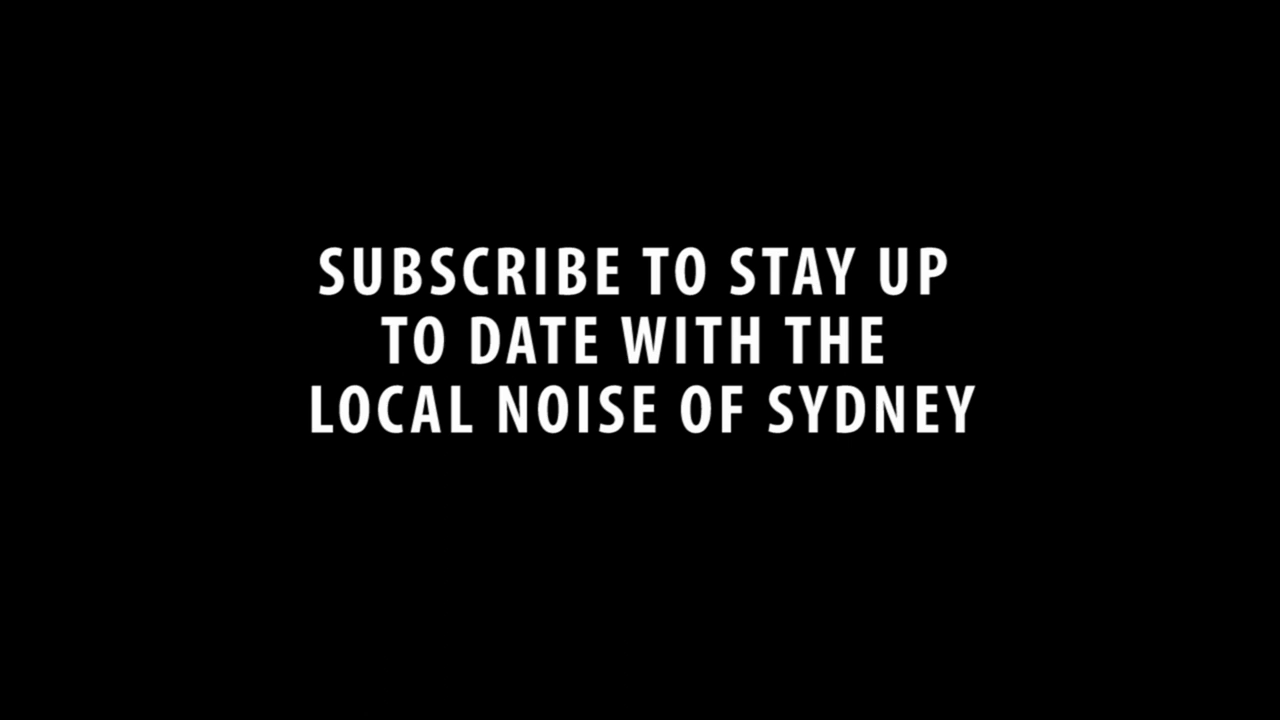 SUBSCRIBE TO STAY UP
TO DATE WITH THE
LOCAL NOISE OF SYDNEY